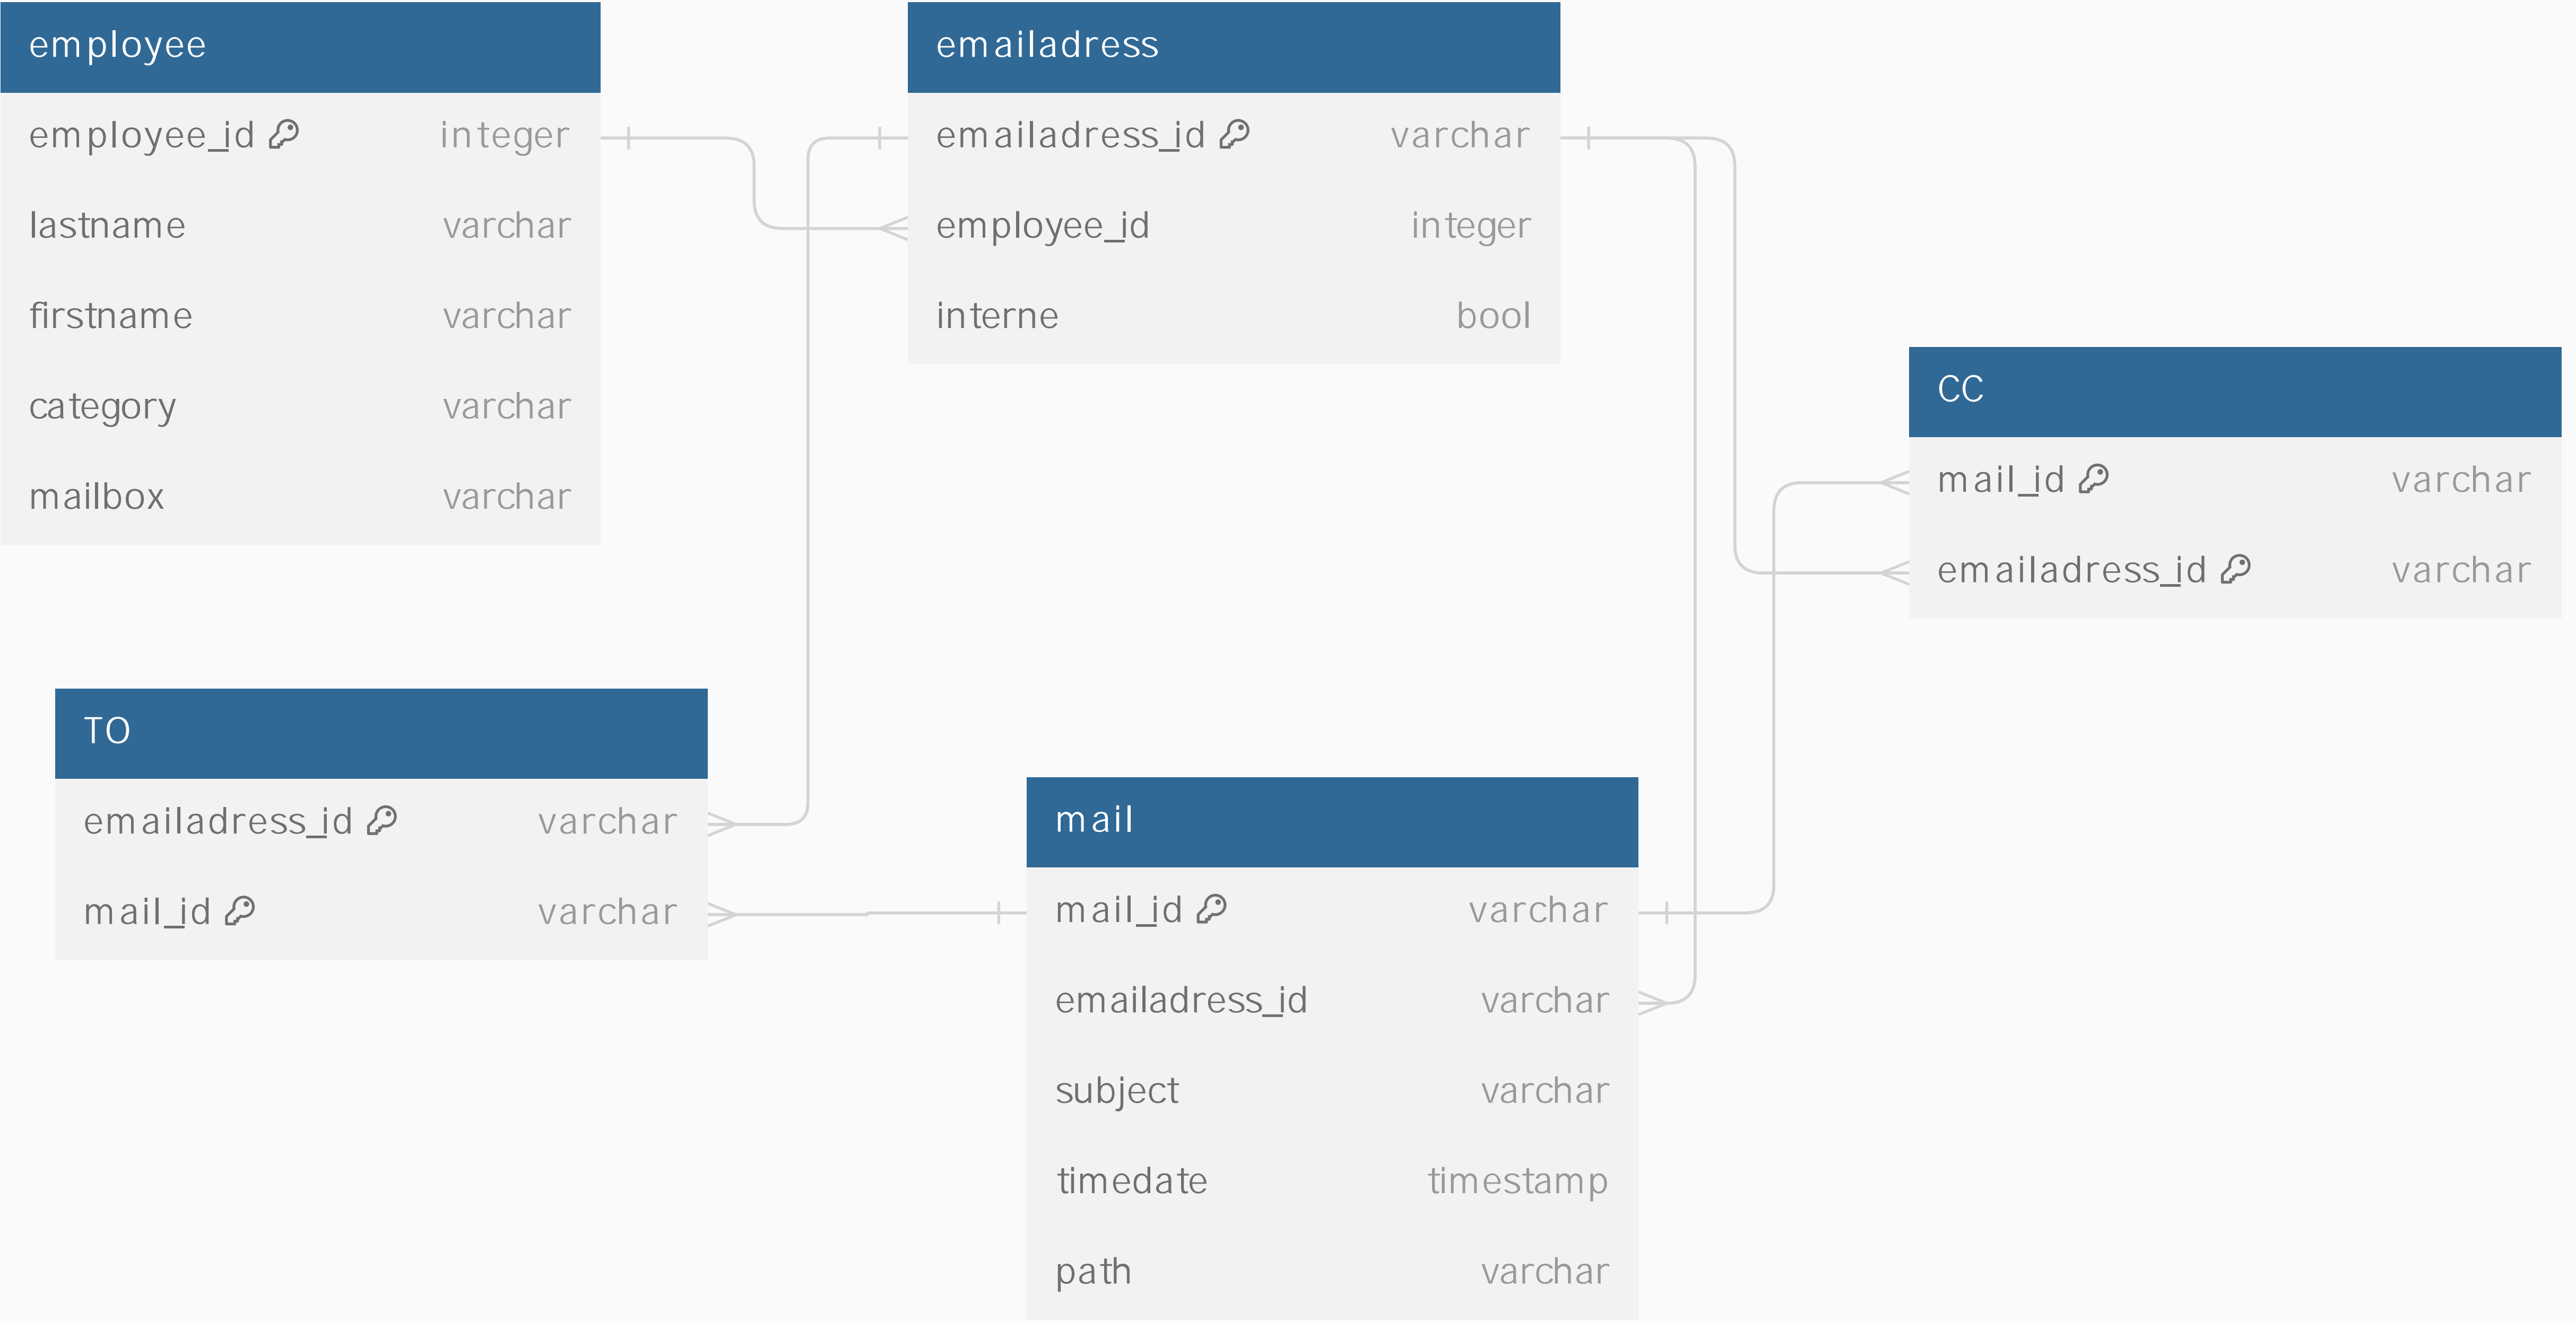 employee
employee_id integer
lastname varchar
firstname varchar
category varchar
mailbox varchar
emailadress
emailadress_id varchar
employee_id integer
interne bool
CC
mail_id varchar
emailadress_id varchar
TO
emailadress_id varchar
mail_id varchar
mail
mail_id varchar
emailadress_id varchar
subject varchar
timedate timestamp
path varchar